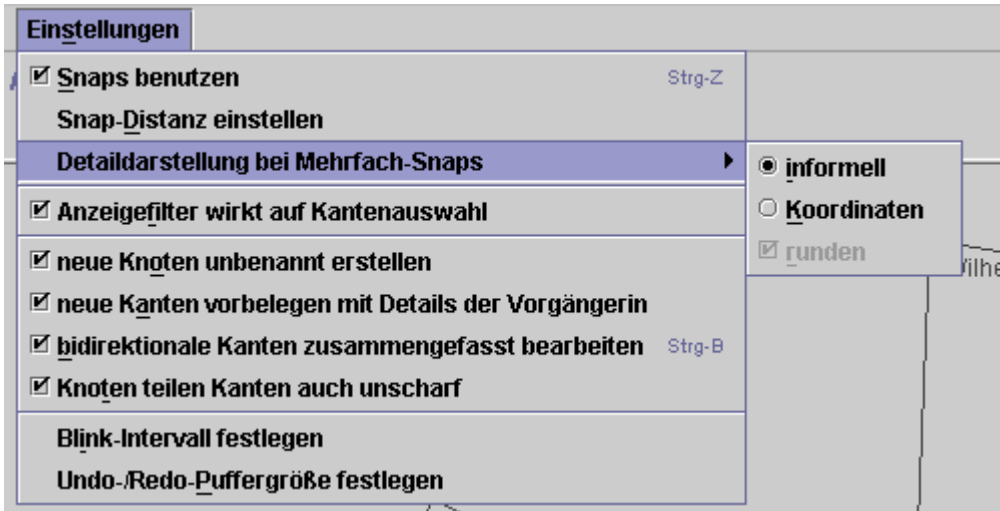 Einstellungen
Snaps benutzen Strg-Z
Snap-Distanz einstellen
Detaildarstellung bei Mehrfach-Snaps
informell
Koordinaten
runden
Anzeigefilter wirkt auf Kantenauswahl
neue Knoten unbenannt erstellen
neue Kanten vorbelegen mit Details der Vorgängerin
bidirektionale Kanten zusammengefasst bearbeiten Strg-B
Knoten teilen Kanten auch unscharf
Blink-Intervall festlegen
Undo-/Redo-Puffergröße festlegen